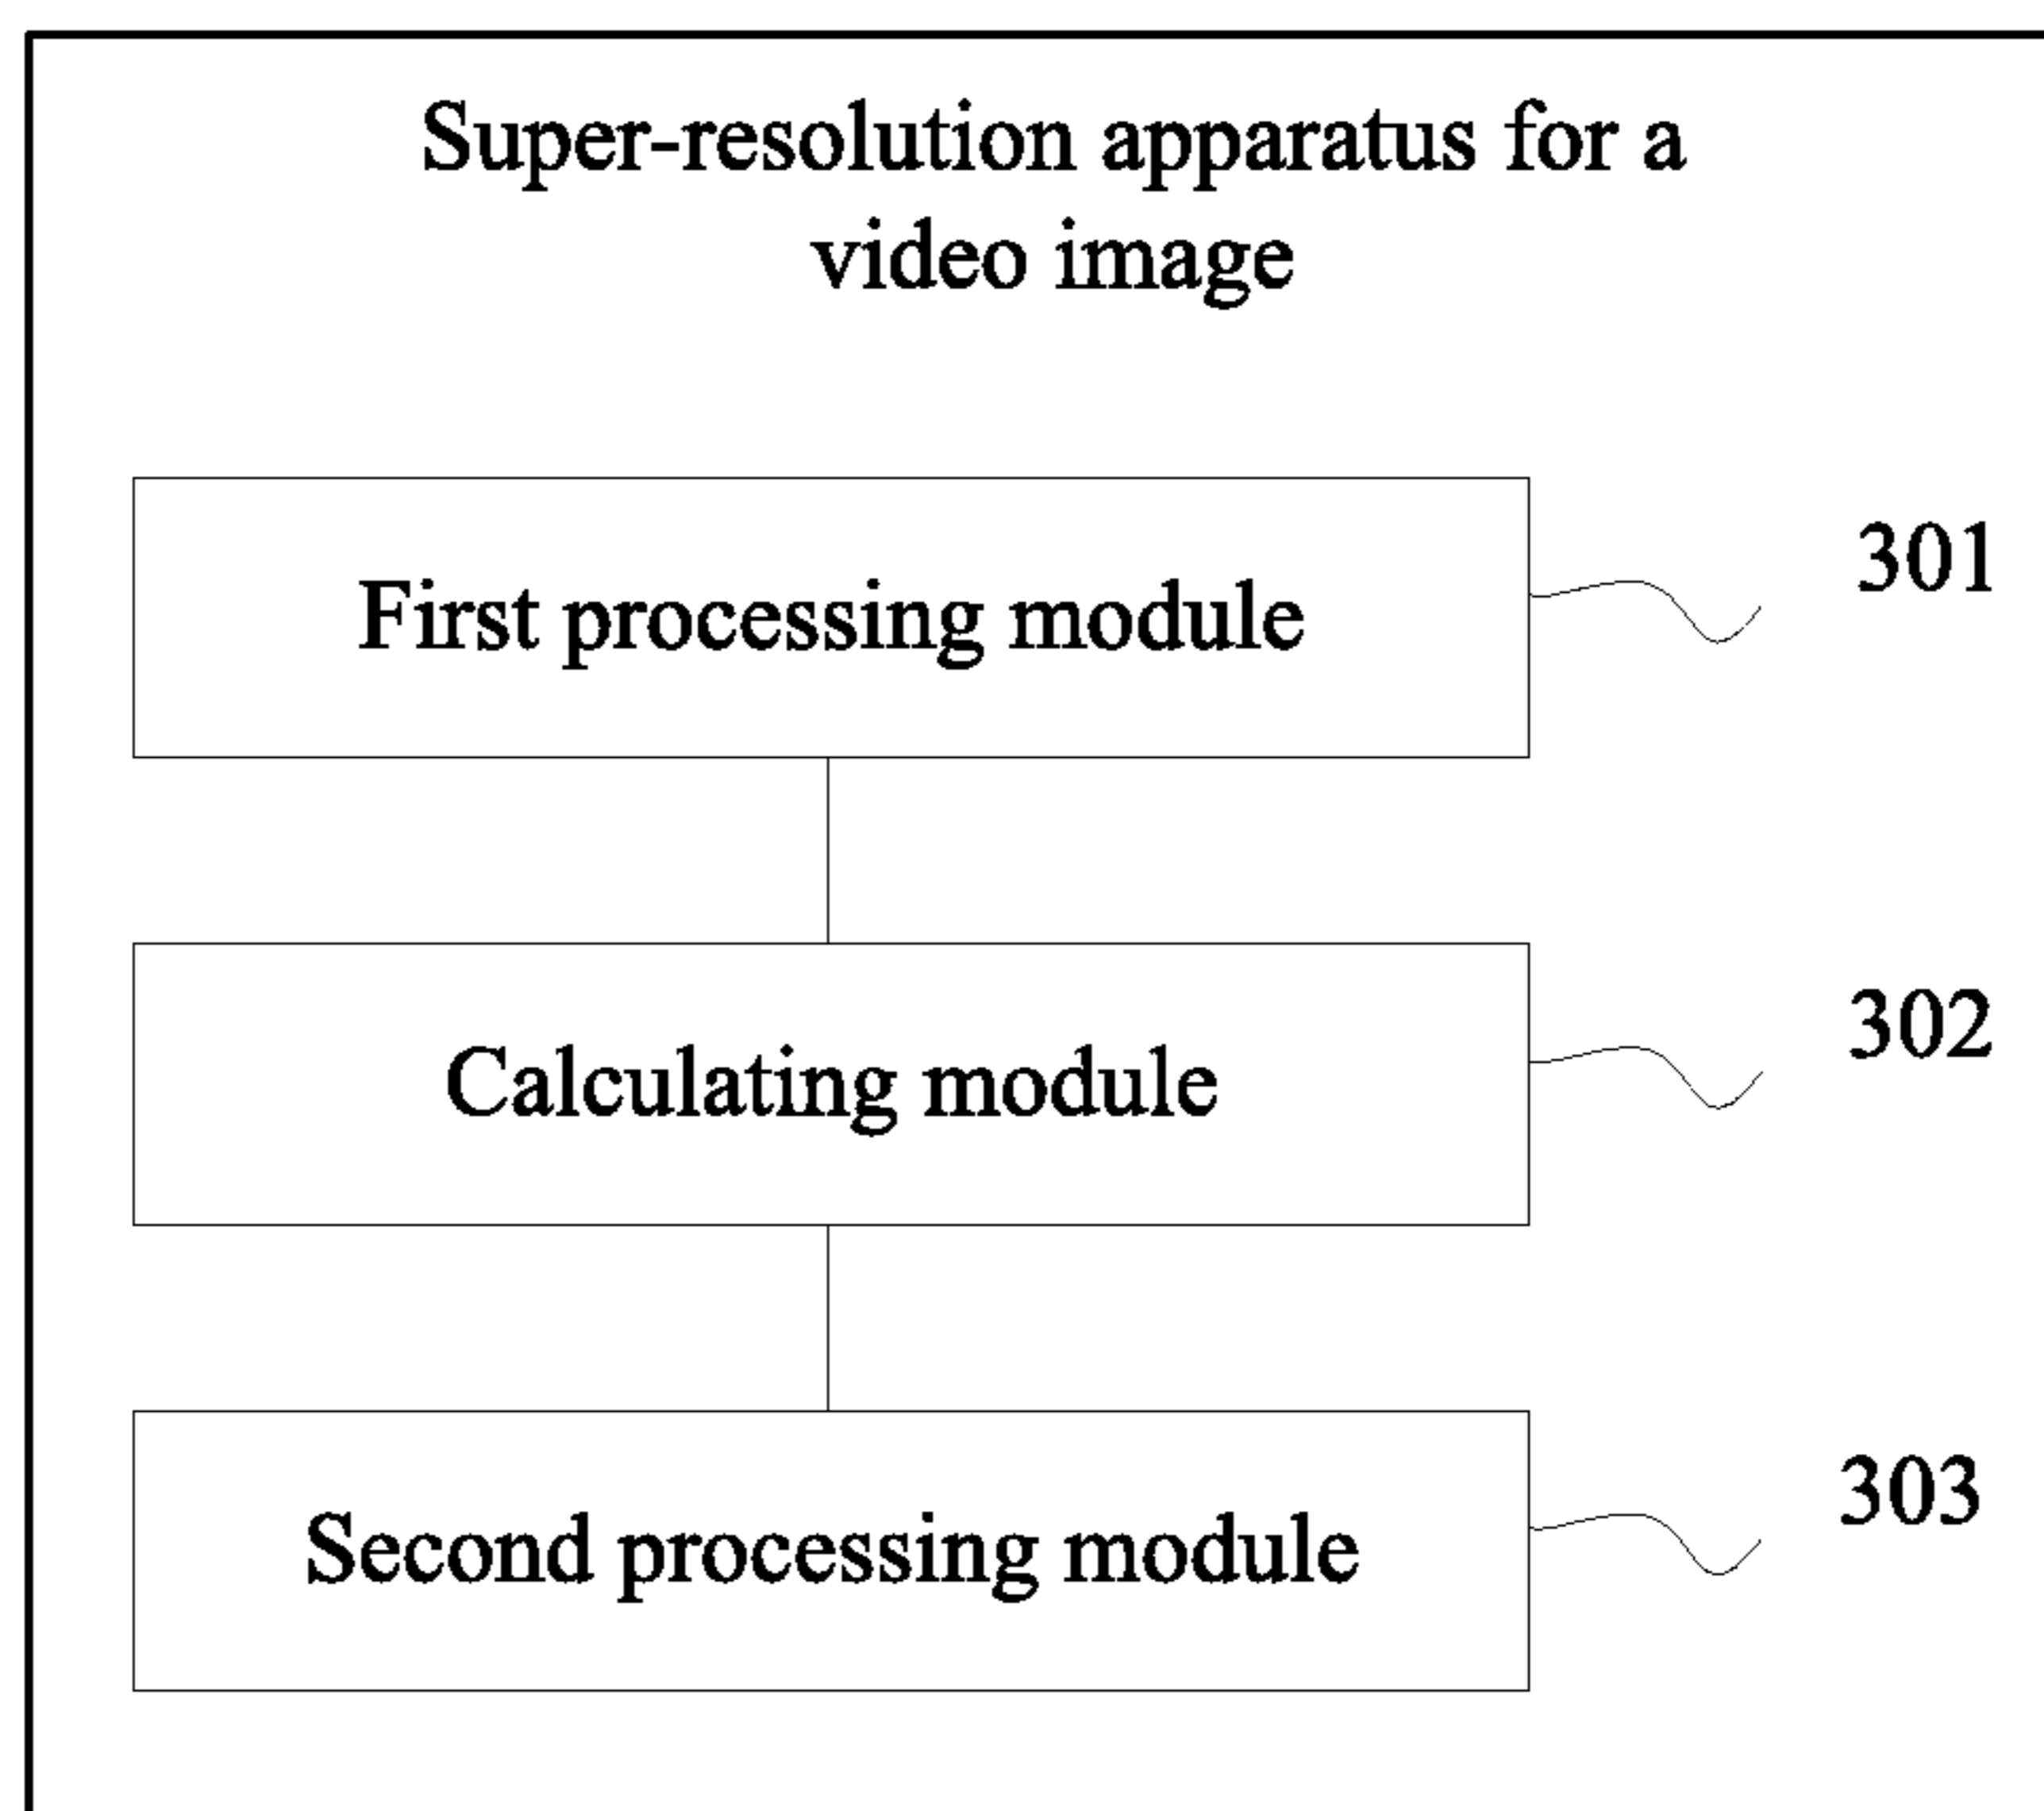 Super-resolution apparatus for a
video image
First processing module
301
Calculating module
302
Second processing module
303